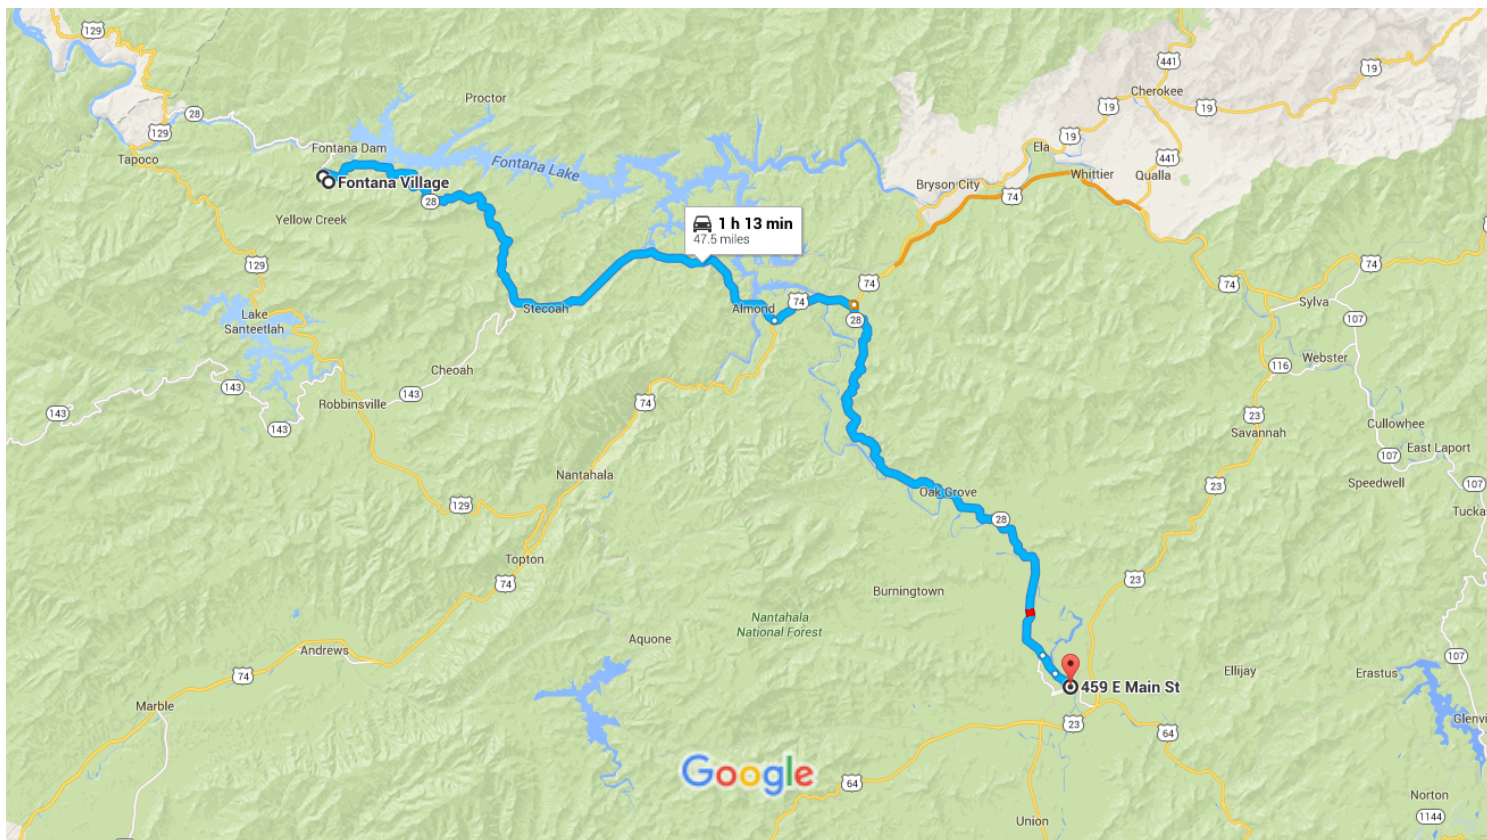 129
441
19
Proctor
Cherokee
19
19
28
129
19
Fontana Dam
Ela
Tapoco
441
Fontana Lake
Whittier
Qualla
Fontana Village
Bryson City
74
28
Yellow Creek
1 h 13 min
47.5 miles
129
74
74
74
74
Sylva
Stecoah
Almond
28
107
Lake
Santeetlah
Webster
116
Cheoah
143
143
74
Robbinsville
143
23
143
Cullowhee
Savannah
East Laport
107
Nantahala
Speedwell
107
23
Oak Grove
129
Tucka
28
Topton
74
23
Burningtown
Nantahala
National Forest
Aquone
Andrews
107
Ellijay
Erastus
74
459 E Main St
Marble
Glenvi
23
64
Google
64
Norton
1144
Union